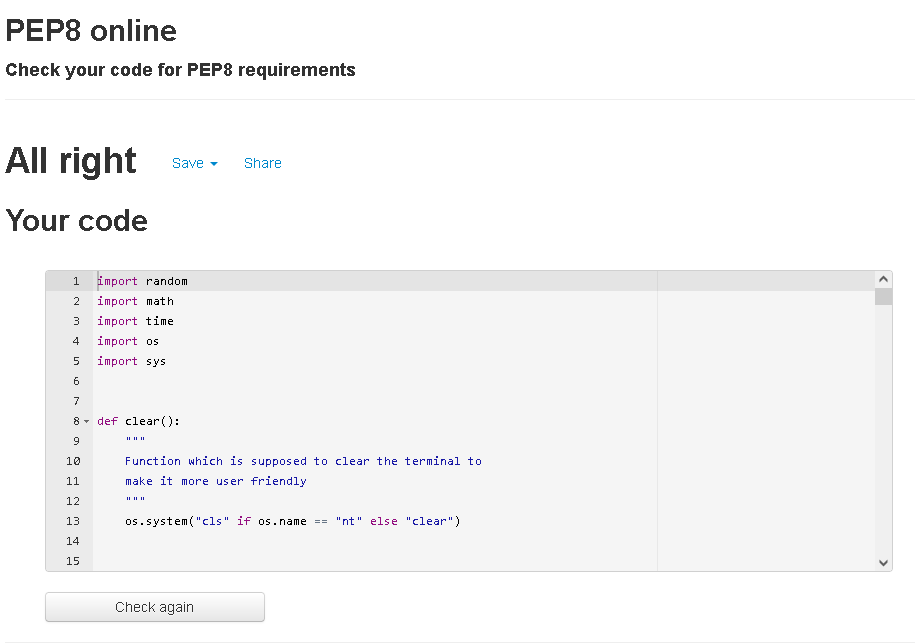 PEP8 online
Check your code for PEP8 requirements
All right Save Share
Your code
1 import random
2 import math
3 import time
4 import os
5 import sys
6
7
8 def clear():
9     """
10     Function which is supposed to clear the terminal to
11     make it more user friendly
12     """
13     os.system("cls" if os.name == "nt" else "clear")
14
15
Check again